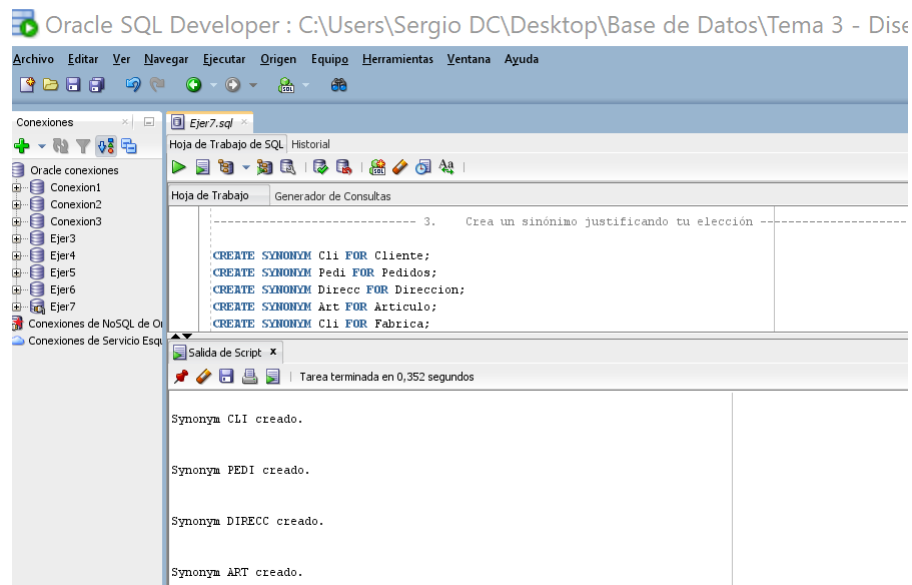 Oracle SQL Developer : C:\Users\Sergio DC\Desktop\Base de Datos\Tema 3 - Dise
Archivo Editar Ver Navegar Ejecutar Origen Equipo Herramientas Ventana Ayuda
Conexiones
Ejer7.sql
Hoja de Trabajo de SQL Historial
Oracle conexiones
Conexion1
Conexion2
Conexion3
Ejer3
Ejer4
Ejer5
Ejer6
Ejer7
Conexiones de NoSQL de Or
Conexiones de Servicio Esqu
Hoja de Trabajo Generador de Consultas
------------------------------ 3. Crea un sinónimo justificando tu elección ----------------------
CREATE SYNONYM Cli FOR Cliente;
CREATE SYNONYM Pedi FOR Pedidos;
CREATE SYNONYM Direcc FOR Direccion;
CREATE SYNONYM Art FOR Articulo;
CREATE SYNONYM Cli FOR Fabrica;
Salida de Script x
Tarea terminada en 0,352 segundos
Synonym CLI creado.
Synonym PEDI creado.
Synonym DIRECC creado.
Synonym ART creado.